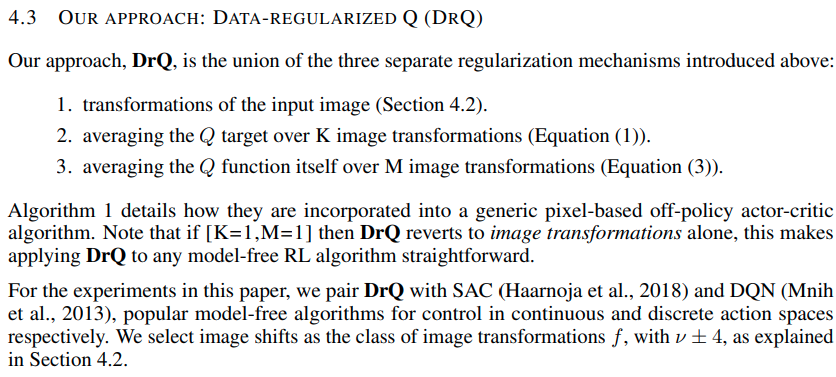 4.3 OUR APPROACH: DATA-REGULARIZED Q (DRQ)
Our approach, DrQ, is the union of the three separate regularization mechanisms introduced above:
1. transformations of the input image (Section 4.2).
2. averaging the Q target over K image transformations (Equation (1)).
3. averaging the Q function itself over M image transformations (Equation (3)).
Algorithm 1 details how they are incorporated into a generic pixel-based off-policy actor-critic
algorithm. Note that if [K=1,M=1] then DrQ reverts to image transformations alone, this makes
applying DrQ to any model-free RL algorithm straightforward.
For the experiments in this paper, we pair DrQ with SAC (Haarnoja et al., 2018) and DQN (Mnih
et al., 2013), popular model-free algorithms for control in continuous and discrete action spaces
respectively. We select image shifts as the class of image transformations f, with ν ± 4, as explained
in Section 4.2.